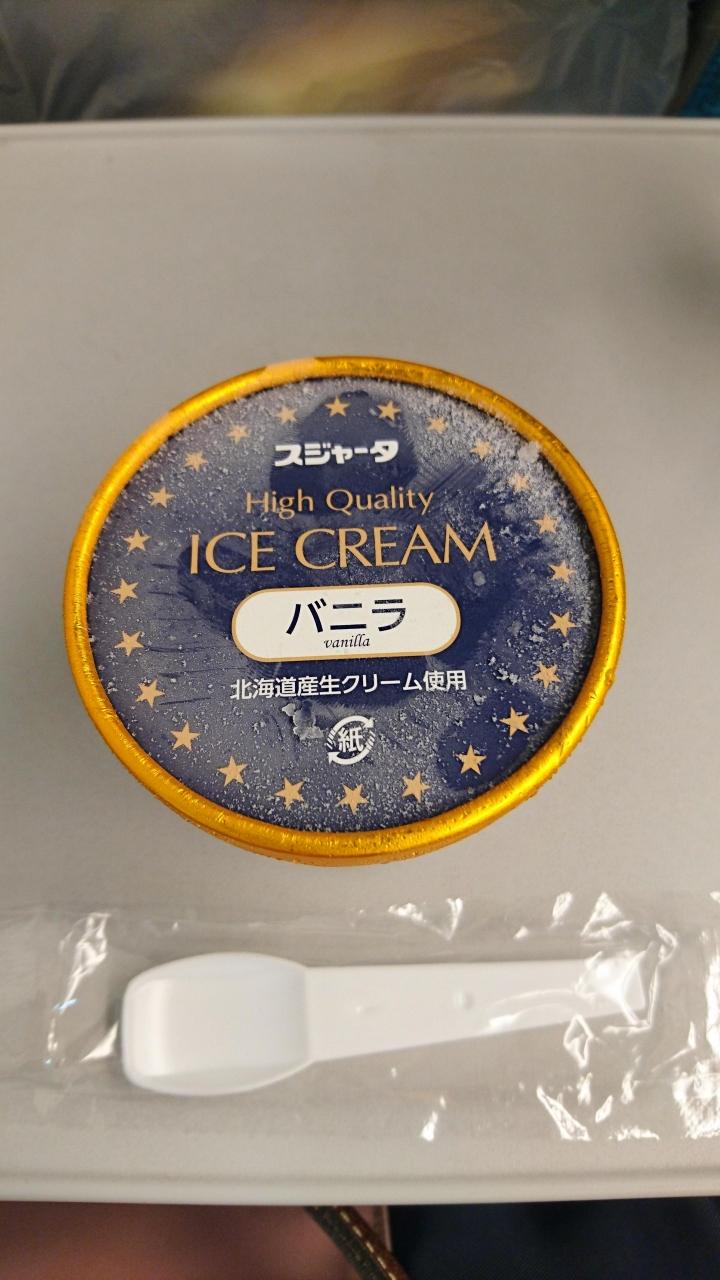 スジャータ
High Quality
ICE CREAM
バニラ
vanilla
北海道産生クリーム使用
紙